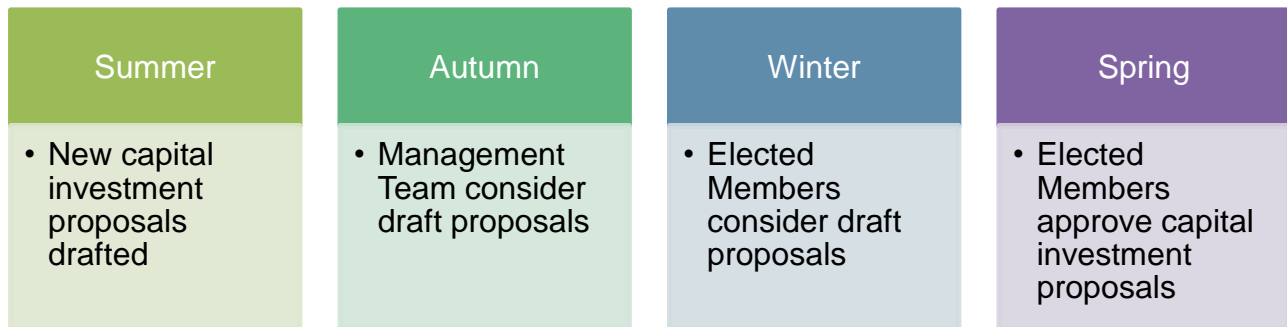 Summer
• New capital
investment
proposals
drafted
Autumn
• Management
Team consider
draft proposals
Winter
• Elected
Members
consider draft
proposals
Spring
• Elected
Members
approve capital
investment
proposals